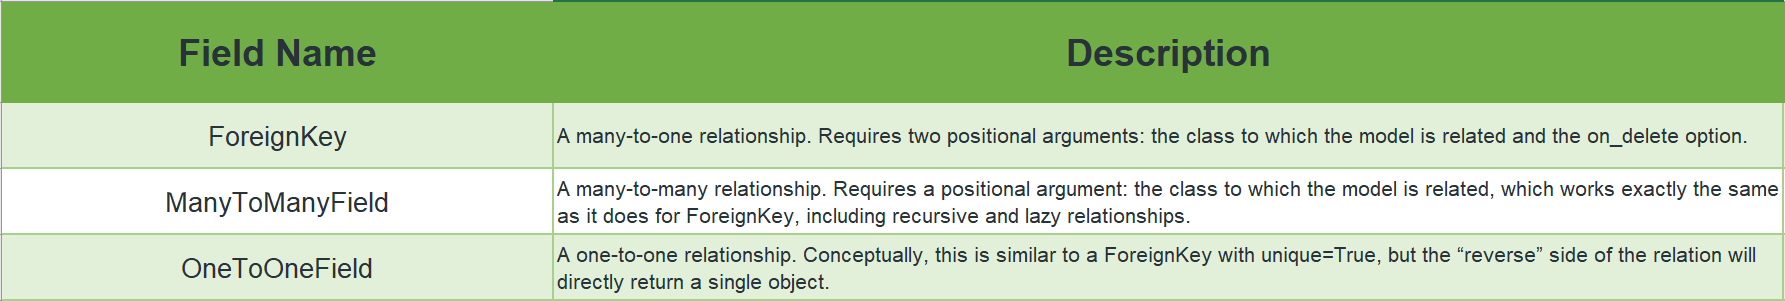 Field Name
Description
ForeignKey
A many-to-one relationship. Requires two positional arguments: the class to which the model is related and the on_delete option.
ManyToManyField
A many-to-many relationship. Requires a positional argument: the class to which the model is related, which works exactly the same
as it does for ForeignKey, including recursive and lazy relationships.
OneToOneField
A one-to-one relationship. Conceptually, this is similar to a ForeignKey with unique=True, but the “reverse” side of the relation will
directly return a single object.